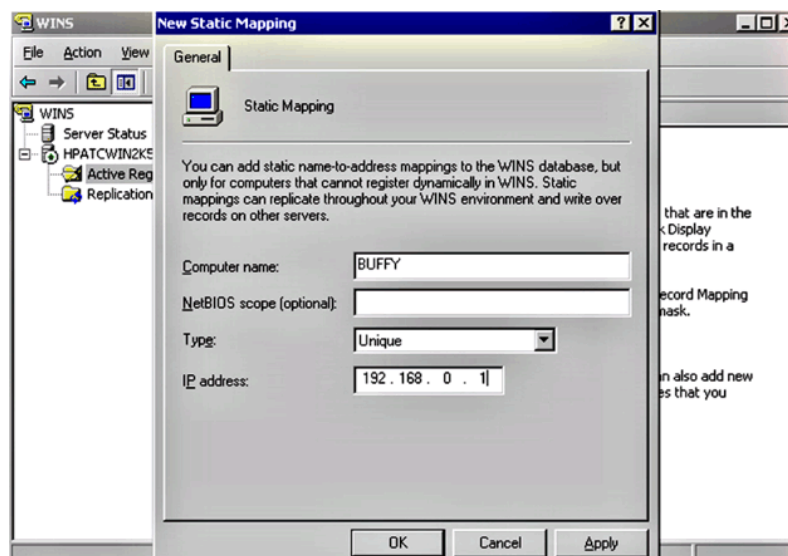 WINS
New Static Mapping
File Action View
General
WINS
Server Status
HPATCWIN2K5
Active Reg
Replication
Static Mapping
You can add static name-to-address mappings to the WINS database, but
only for computers that cannot register dynamically in WINS. Static
mappings can replicate throughout your WINS environment and write over
records on other servers.
Computer name: BUFFY
NetBIOS scope (optional):
Type: Unique
IP address: 192 . 168 . 0 . 1
that are in the
Display
records in a
ecord Mapping
mask.
n also add new
es that you
OK Cancel Apply